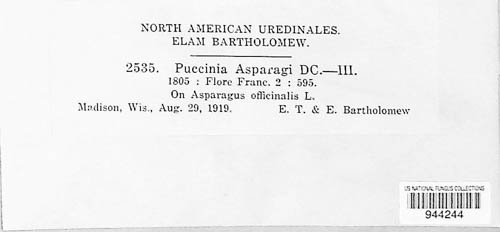 NORTH AMERICAN UREDINALES.
ELAM BARTHOLOMEW.
2535. Puccinia Asparagi DC.—III.
1805 : Flore Franc. 2 : 595.
On Asparagus officinalis L.
Madison, Wis., Aug. 29, 1919. E. T. & E. Bartholomew
US NATIONAL FUNGUS COLLECTIONS
944244